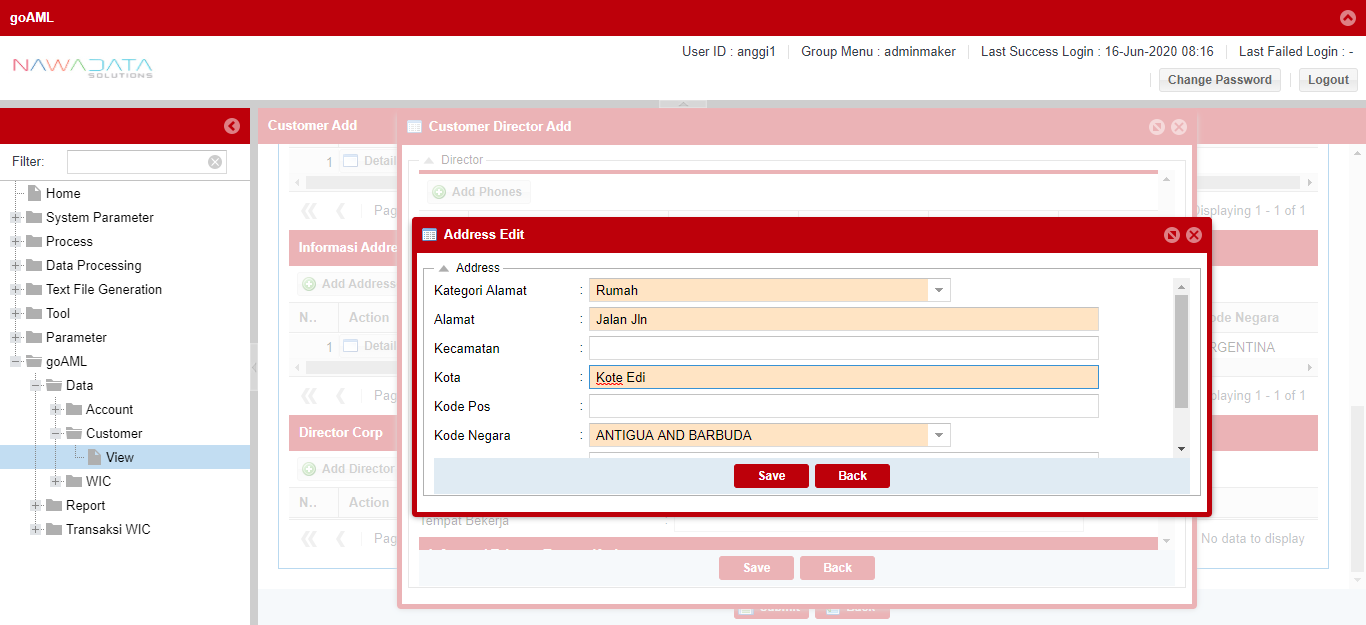 goAML
NAWADATA
SOLUTIONS
User ID : anggi1
Group Menu : adminmaker
Last Success Login : 16-Jun-2020 08:16
Last Failed Login : -
Change Password
Logout
Filter:
Home
System Parameter
Process
Data Processing
Text File Generation
Tool
Parameter
goAML
Data
Account
Customer
View
WIC
Report
Transaksi WIC
Customer Add
1 Detail
Pag
Displaying 1 - 1 of 1
Informasi Addre
Add Address
N.. Action
Kode Negara
1 Detail
ARGENTINA
Pag
Displaying 1 - 1 of 1
Director Corp
Add Director
N.. Action
Pag
No data to display
Submit
Back
Customer Director Add
Director
Add Phones
Tempat Bekerja :
Save
Back
Address Edit
Address
Kategori Alamat : Rumah
Alamat : Jalan Jln
Kecamatan :
Kota : Kote Edi
Kode Pos :
Kode Negara : ANTIGUA AND BARBUDA
Save
Back